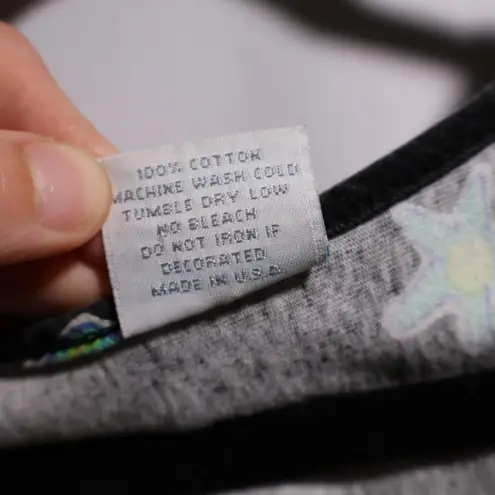 100% COTTON
MACHINE WASH COLD
TUMBLE DRY LOW
NO BLEACH
DO NOT IRON IF
DECORATED
MADE IN U.S.A.